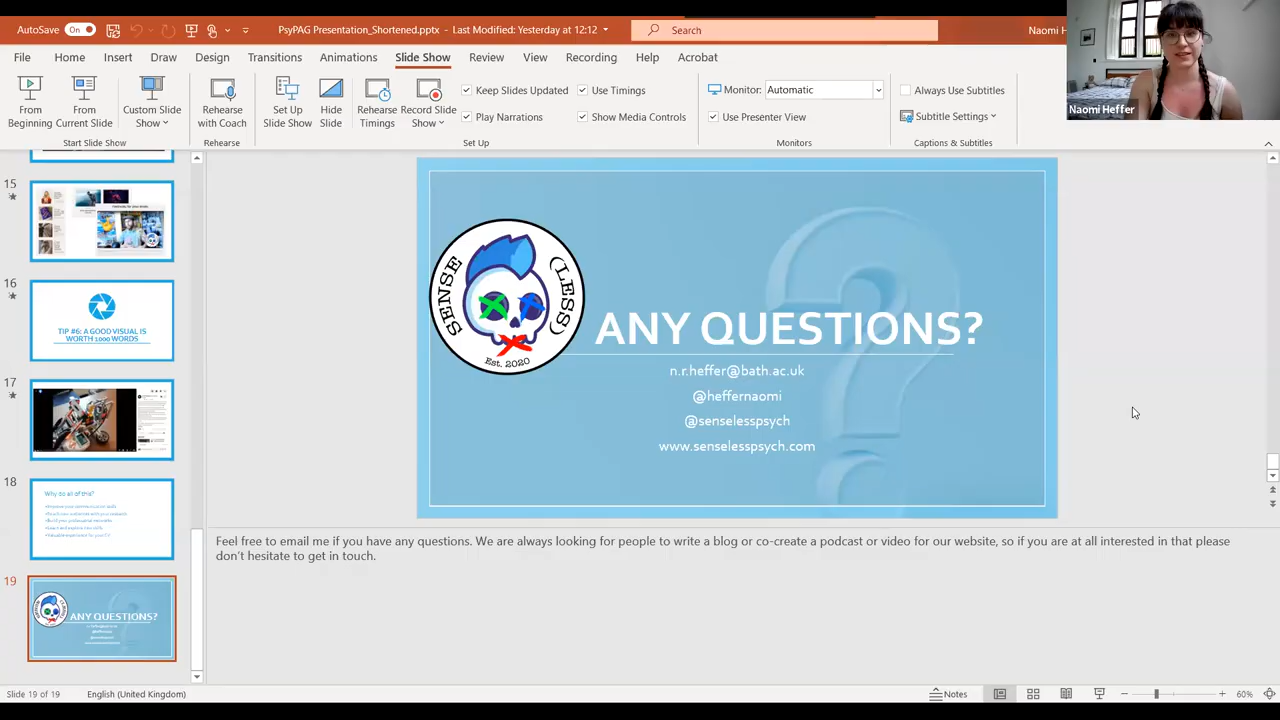 AutoSave On PsyPAG Presentation_Shortened.pptx - Last Modified: Yesterday at 12:12 Search Naomi H
File Home Insert Draw Design Transitions Animations Slide Show Review View Recording Help Acrobat
From Beginning
From Current Slide
Custom Slide Show
Start Slide Show
Rehearse with Coach
Rehearse
Set Up Slide Show
Hide Slide
Rehearse Timings
Record Slide Show
Keep Slides Updated
Play Narrations
Use Timings
Show Media Controls
Set Up
Monitor: Automatic
Use Presenter View
Monitors
Always Use Subtitles
Subtitle Settings
Captions & Subtitles
Naomi Heffer
15
16
TIP #6: A GOOD VISUAL IS
WORTH 1000 WORDS
17
18
Why do all of this?
19
ANY QUESTIONS?
SENSE (LESS)
Est. 2020
ANY QUESTIONS?
n.r.heffer@bath.ac.uk
@heffernaomi
@senselesspsych
www.senselesspsych.com
Feel free to email me if you have any questions. We are always looking for people to write a blog or co-create a podcast or video for our website, so if you are at all interested in that please
don't hesitate to get in touch.
Slide 19 of 19 English (United Kingdom) Notes 60%